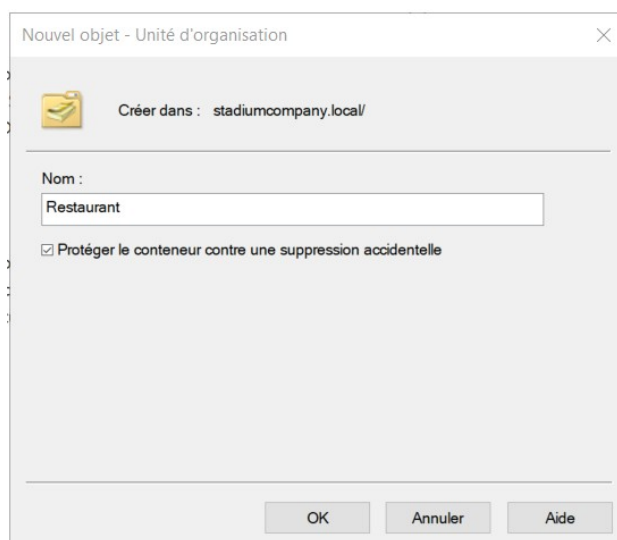 Nouvel objet - Unité d'organisation
Créer dans : stadiumcompany.local/
Nom :
Restaurant
Protéger le conteneur contre une suppression accidentelle
OK Annuler Aide